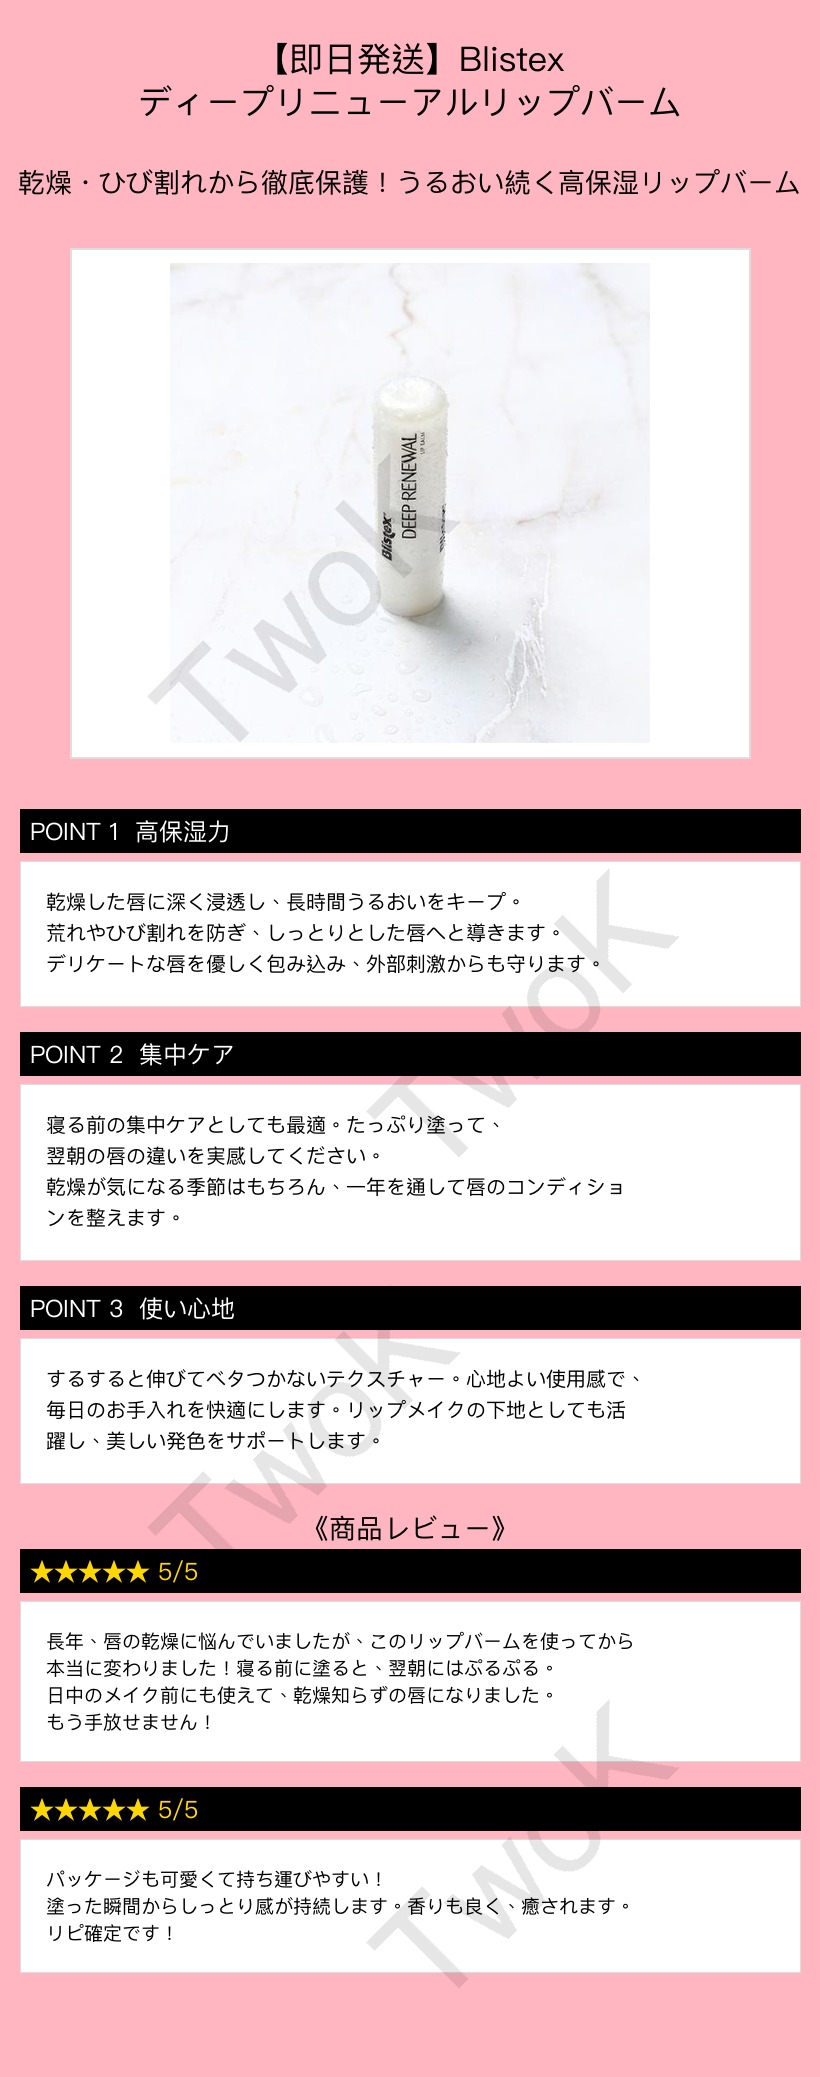 【即日発送】Blistex
ディープリニューアルリップバーム
乾燥・ひび割れから徹底保護！うるおい続く高保湿リップバーム
Blistex
DEEP RENEWAL
LIP BALM
Twok
POINT 1 高保湿力
乾燥した唇に深く浸透し、長時間うるおいをキープ。
荒れやひび割れを防ぎ、しっとりとした唇へと導きます。
デリケートな唇を優しく包み込み、外部刺激からも守ります。
Twok
POINT 2 集中ケア
寝る前の集中ケアとしても最適。たっぷり塗って、
翌朝の唇の違いを実感してください。
乾燥が気になる季節はもちろん、一年を通して唇のコンディショ
ンを整えます。
POINT 3 使い心地
するすると伸びてベタつかないテクスチャー。心地よい使用感で、
毎日のお手入れを快適にします。リップメイクの下地としても活
躍し、美しい発色をサポートします。
Twok
《商品レビュー》
★★★★★ 5/5
長年、唇の乾燥に悩んでいましたが、このリップバームを使ってから
本当に変わりました！寝る前に塗ると、翌朝にはぷるぷる。
日中のメイク前にも使えて、乾燥知らずの唇になりました。
もう手放せません！
★★★★★ 5/5
パッケージも可愛くて持ち運びやすい！
塗った瞬間からしっとり感が持続します。香りも良く、癒されます。
リピ確定です！
Twok